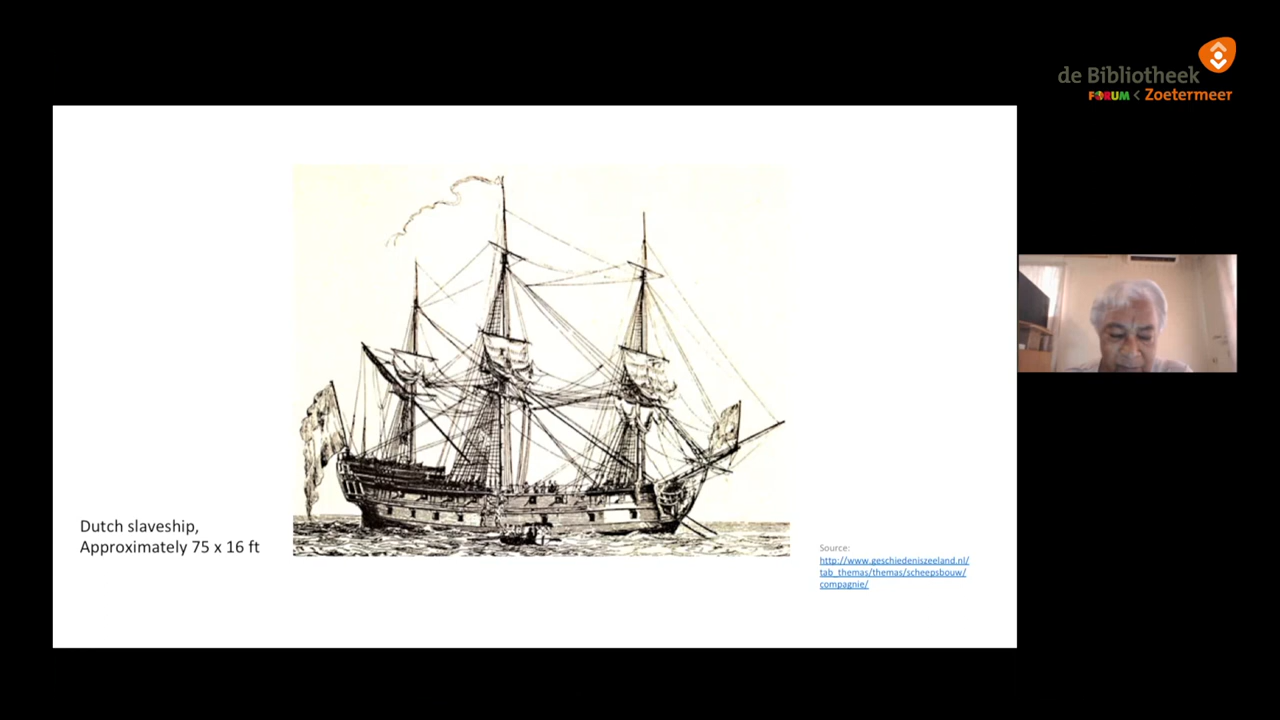 de Bibliotheek
FORUM < Zoetermeer
Dutch slaveship,
Approximately 75 x 16 ft
Source:
http://www.geschiedeniszeeland.nl/
tab_themas/themas/scheepsbouw/
compagnie/